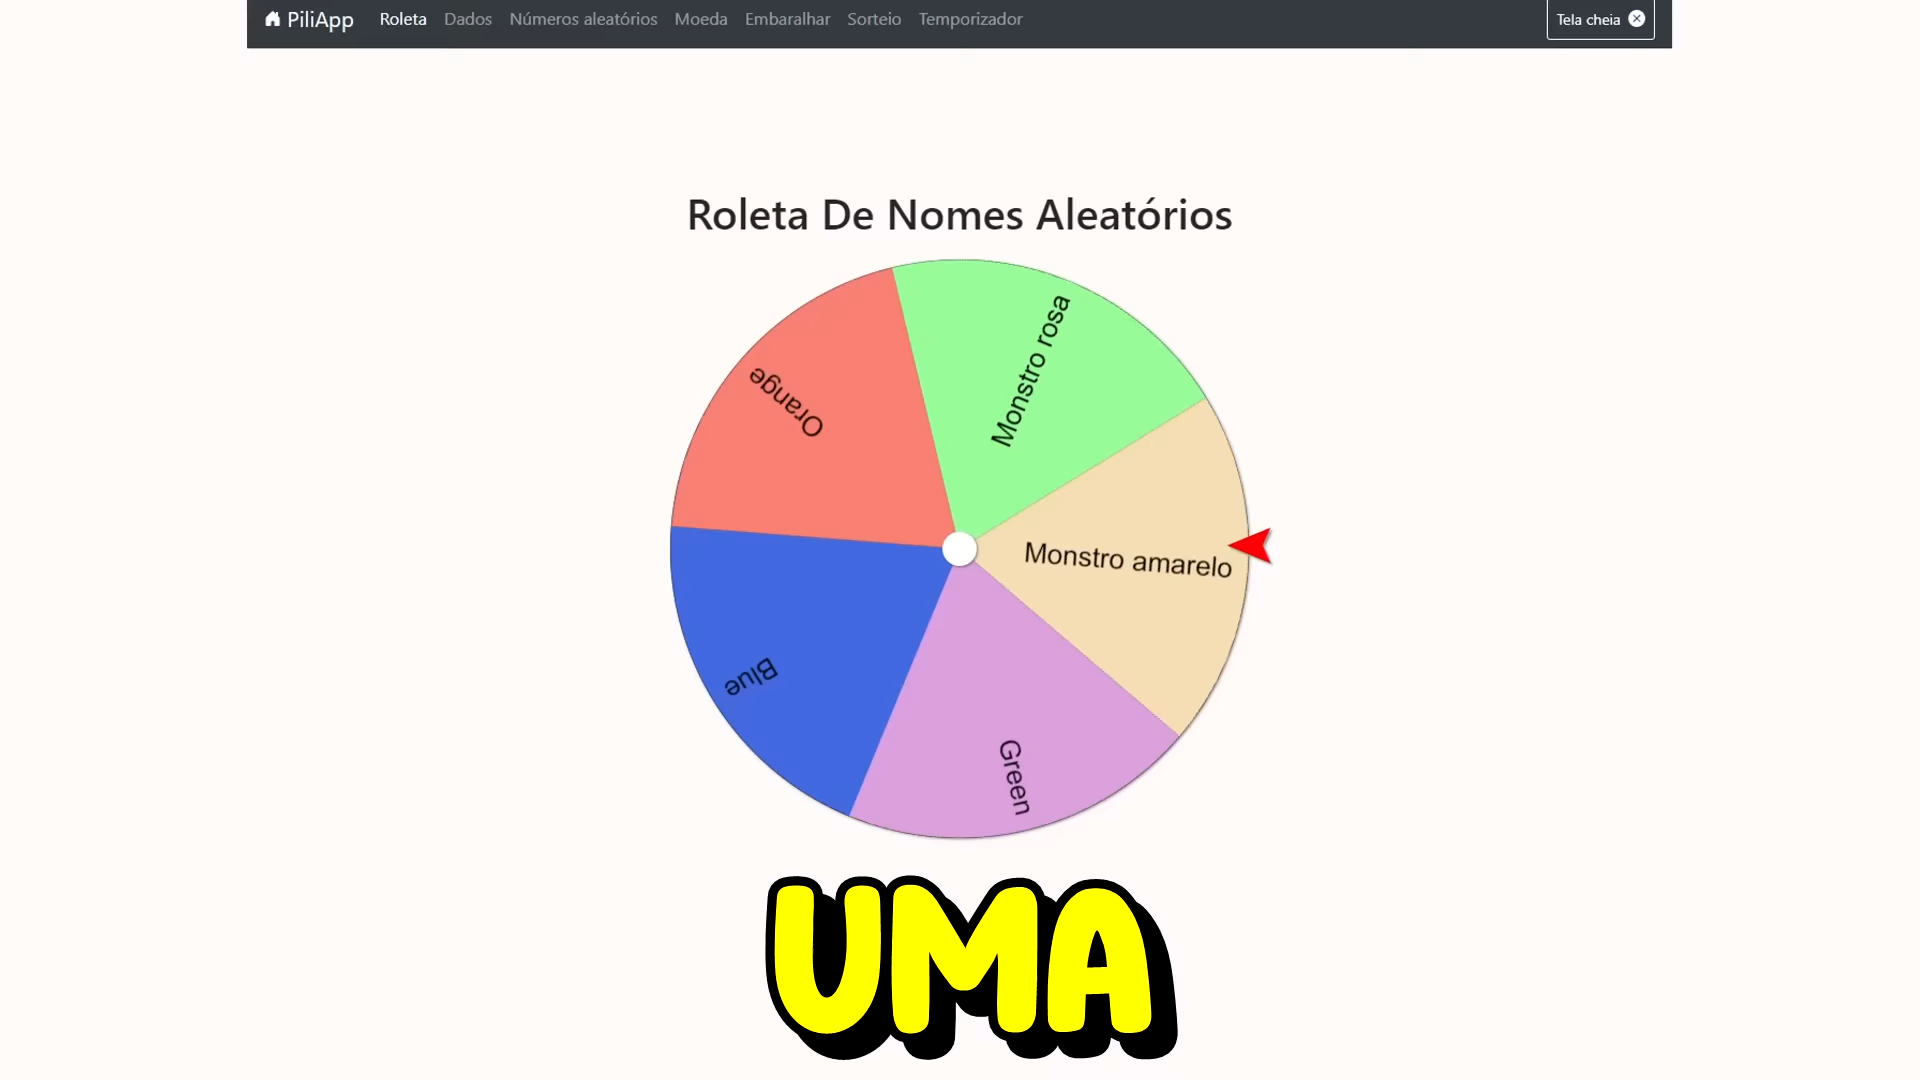 PiliApp Roleta Dados Números aleatórios Moeda Embaralhar Sorteio Temporizador Tela cheia
Roleta De Nomes Aleatórios
Monstro rosa
Orange
Monstro amarelo
Blue
Green
UMA